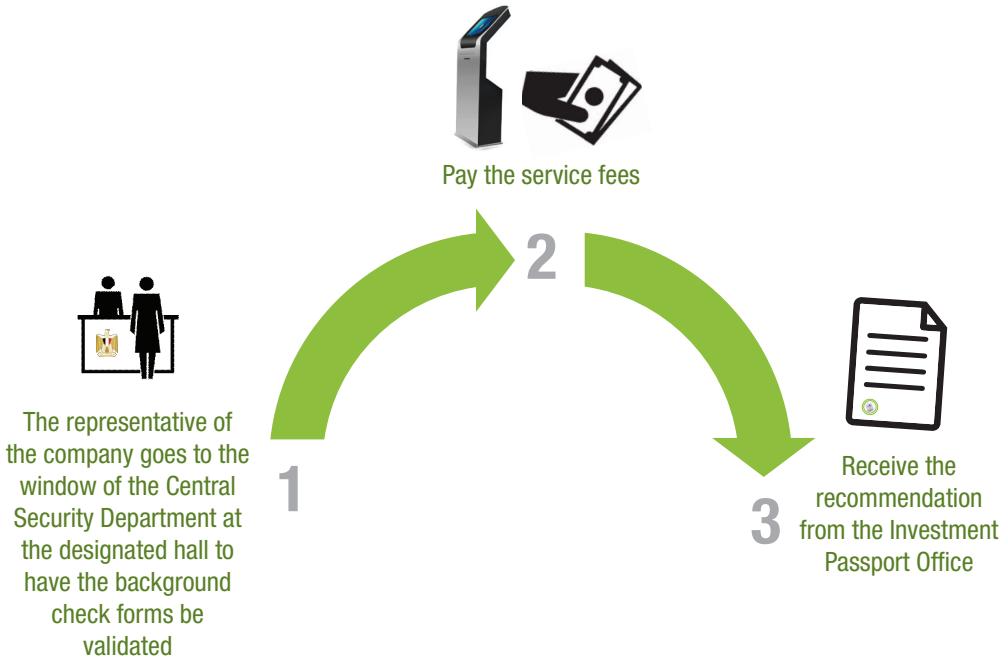 Pay the service fees
2
1
The representative of
the company goes to the
window of the Central
Security Department at
the designated hall to
have the background
check forms be
validated
3
Receive the
recommendation
from the Investment
Passport Office